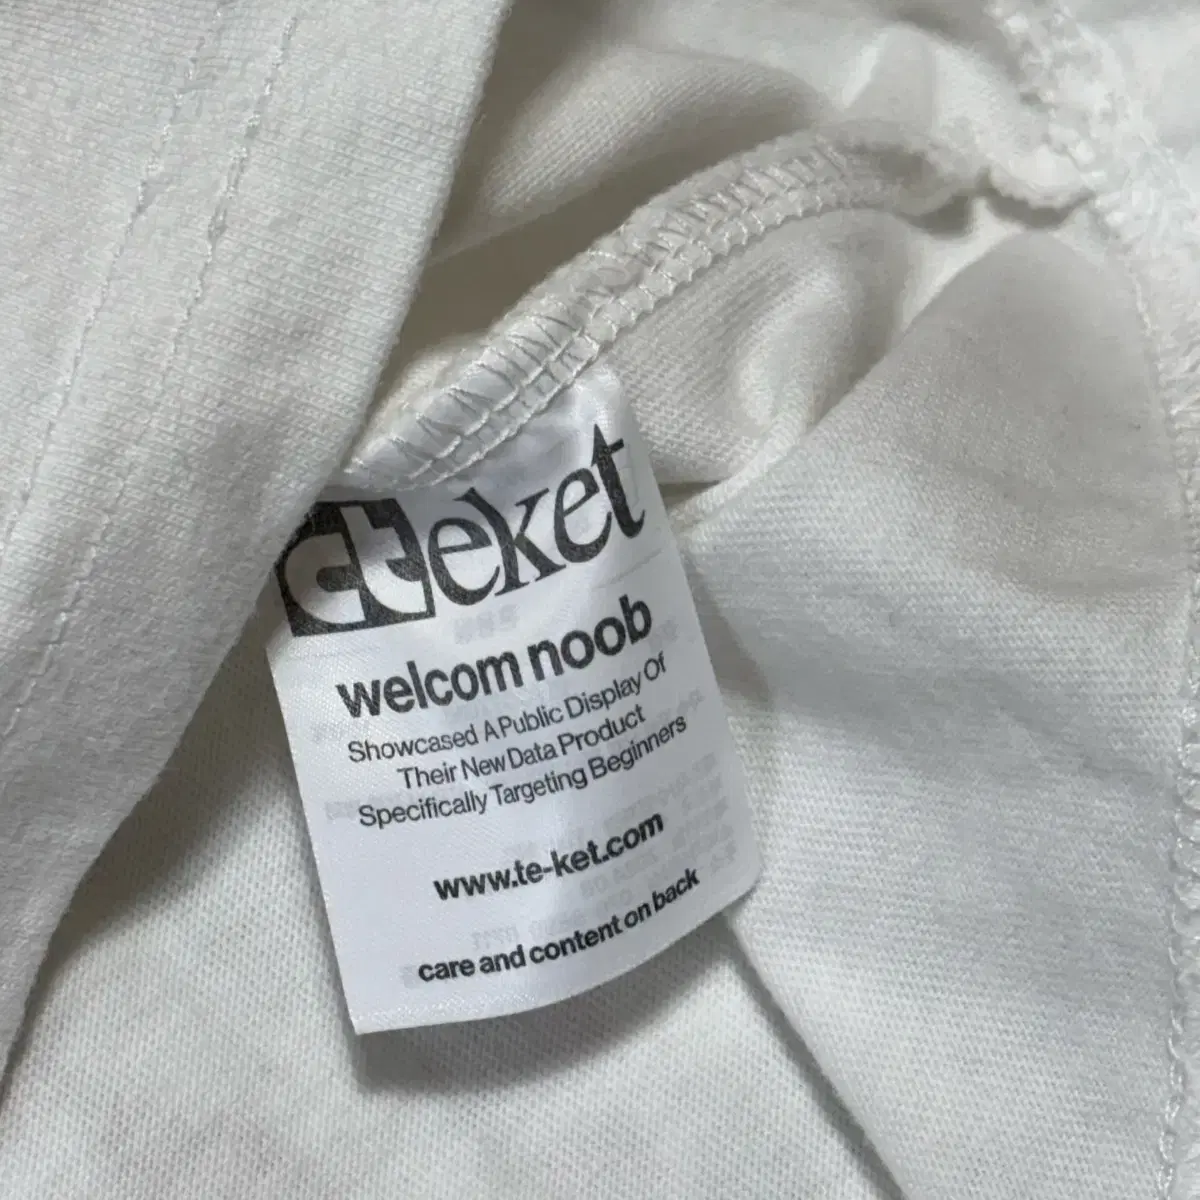 teket
welcom noob
Showcased A Public Display Of
Their New Data Product
Specifically Targeting Beginners
www.te-ket.com
care and content on back